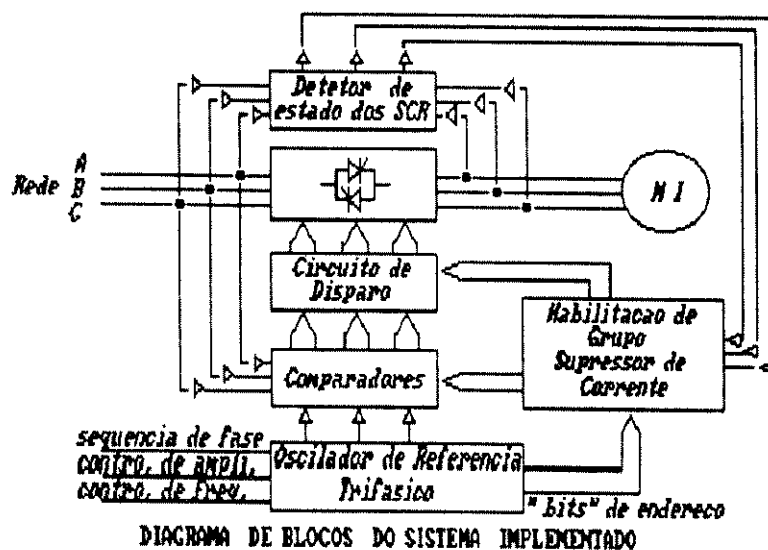 Detetor de
estado dos SCR
A
Rede B
C
M I
Circuito de
Disparo
Habilitacao de
Grupo
Supressor de
Corrente
Comparadores
sequencia de fase
contro. de ampli.
contro. de freq.
Oscilador de Referencia
Trifasico
"bits" de endereco
DIAGRAMA DE BLOCOS DO SISTEMA IMPLEMENTADO